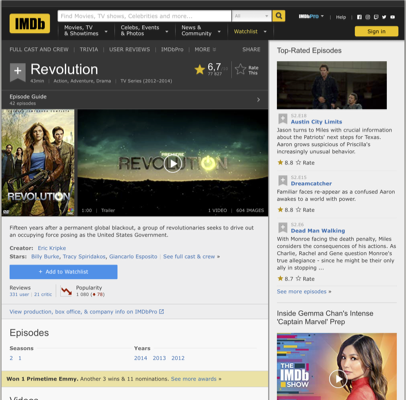 IMDb
Find Movies, TV shows, Celebrities and more...
All
IMDbPro
Help
Movies, TV
& Showtimes
Celebs, Events
& Photos
News &
Community
Watchlist
Sign in
FULL CAST AND CREW | TRIVIA | USER REVIEWS | IMDbPro | MORE
SHARE
Revolution
43min | Action, Adventure, Drama | TV Series (2012–2014)
6,7
Rate
This
Episode Guide
42 episodes
REVOLUTION
REVOLUTION
1:00 | Trailer
1 VIDEO | 604 IMAGES
Fifteen years after a permanent global blackout, a group of revolutionaries seeks to drive out
an occupying force posing as the United States Government.
Creator: Eric Kripke
Stars: Billy Burke, Tracy Spiridakos, Giancarlo Esposito | See full cast & crew »
+ Add to Watchlist
Reviews
331 user | 21 critic
Popularity
View production, box office, & company info on IMDbPro
Episodes
Seasons
2 1
Years
2014 2013 2012
Won 1 Primetime Emmy. Another 3 wins & 11 nominations. See more awards »
Videos
Top-Rated Episodes
Austin City Limits
Jason turns to Miles with crucial information
about the Patriots' next steps for Texas.
Aaron grows suspicious of Priscilla's
increasingly unusual behavior.
8.8 Rate
Dreamcatcher
Familiar faces re-appear as a confused Aaron
awakes to a world with power.
8.8 Rate
Dead Man Walking
With Monroe facing the death penalty, Miles
considers the consequences of his actions. As
Charlie, Rachel and Gene question Monroe's
true allegiance - since he might be their only
ally in stopping ...
8.7 Rate
See more episodes »
Inside Gemma Chan's Intense
'Captain Marvel' Prep
THE
IMDb
SHOW